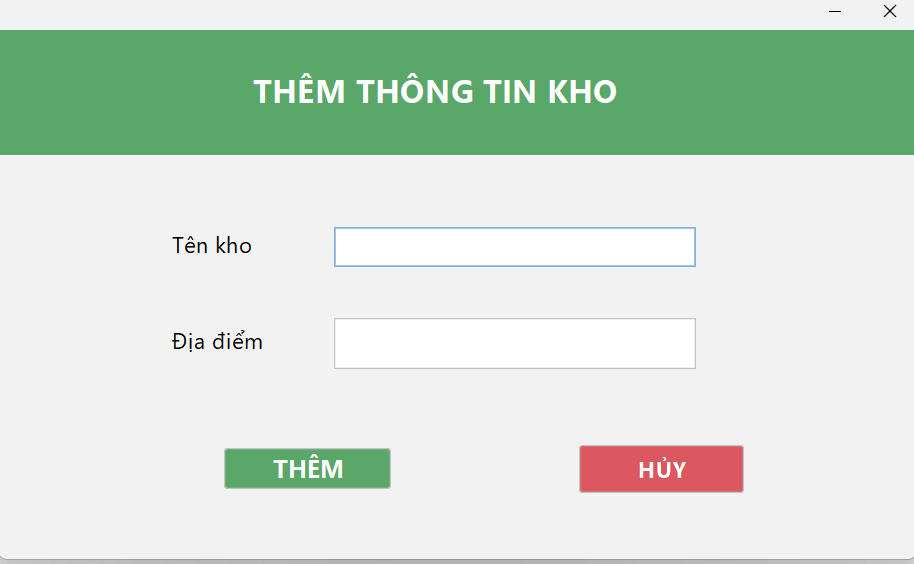 THÊM THÔNG TIN KHO
Tên kho
Địa điểm
THÊM
HỦY